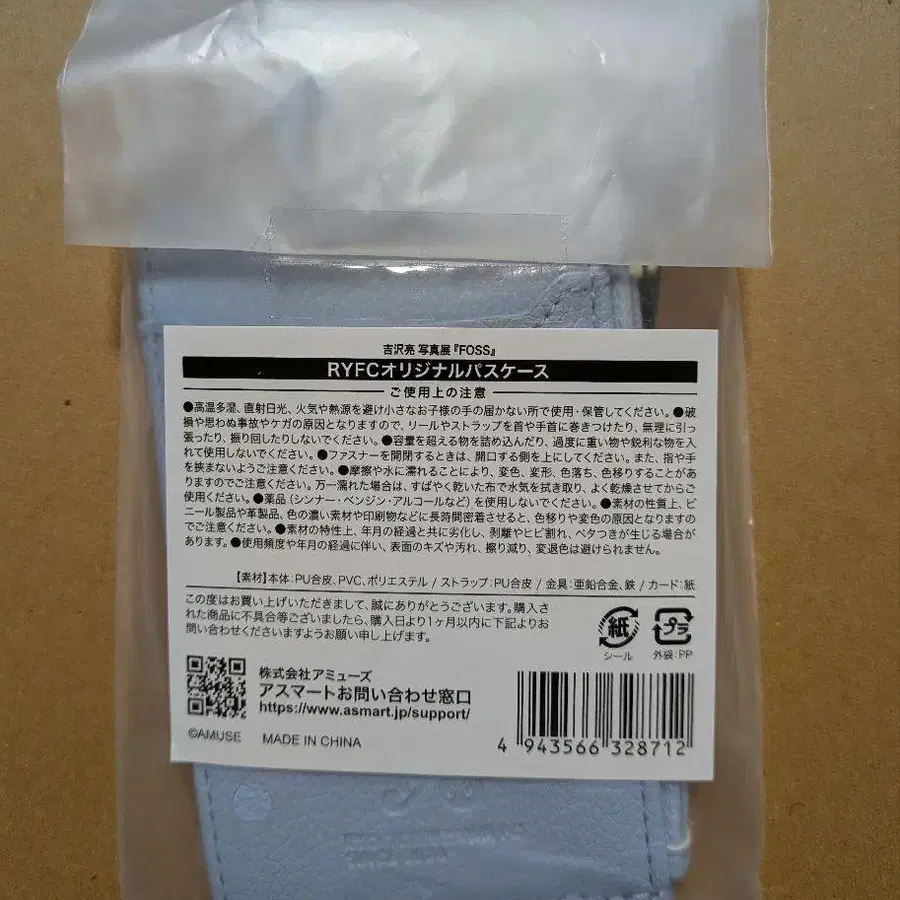 吉沢亮 写真展『FOSS』
RYFCオリジナルパスケース
ご使用上の注意
●高温多湿、直射日光、火気や熱源を避け小さなお子様の手の届かない所で使用・保管してください。●破
損や思わぬ事故やケガの原因となりますので、リールやストラップを首や手首に巻きつけたり、無理に引っ
張ったり、振り回したりしないでください。●容量を超える物を詰め込んだり、過度に重い物や鋭利な物を入
れて使用しないでください。●ファスナーを開閉するときは、開口する側を上にしてください。また、指や手
を挟まないようご注意ください。●摩擦や水に濡れることにより、変色、変形、色落ち、色移りすることがあ
りますのでご注意ください。万一濡れた場合は、すばやく乾いた布で水気を拭き取り、よく乾燥させてからご
使用ください。●薬品（シンナー・ベンジン・アルコールなど）を使用しないでください。●素材の性質上、ビ
ニール製品や革製品、色の濃い素材や印刷物などに長時間密着させると、色移りや変色の原因となりますの
でご注意ください。●素材の特性上、年月の経過と共に劣化し、剥離やヒビ割れ、ベタつきが生じる場合が
あります。●使用頻度や年月の経過に伴い、表面のキズや汚れ、擦り減り、変退色は避けられません。
【素材】本体：PU合皮、PVC、ポリエステル / ストラップ：PU合皮 / 金具：亜鉛合金、鉄 / カード：紙
この度はお買い上げいただきまして、誠にありがとうございます。購入さ
れた商品に不具合等ございましたら、購入日より1ヶ月以内に下記よりお
問い合わせくださいますようお願い申し上げます。
紙
シール
プラ
外袋：PP
株式会社アミューズ
アスマートお問い合わせ窓口
https://www.asmart.jp/support/
©AMUSE MADE IN CHINA
4 943566 328712